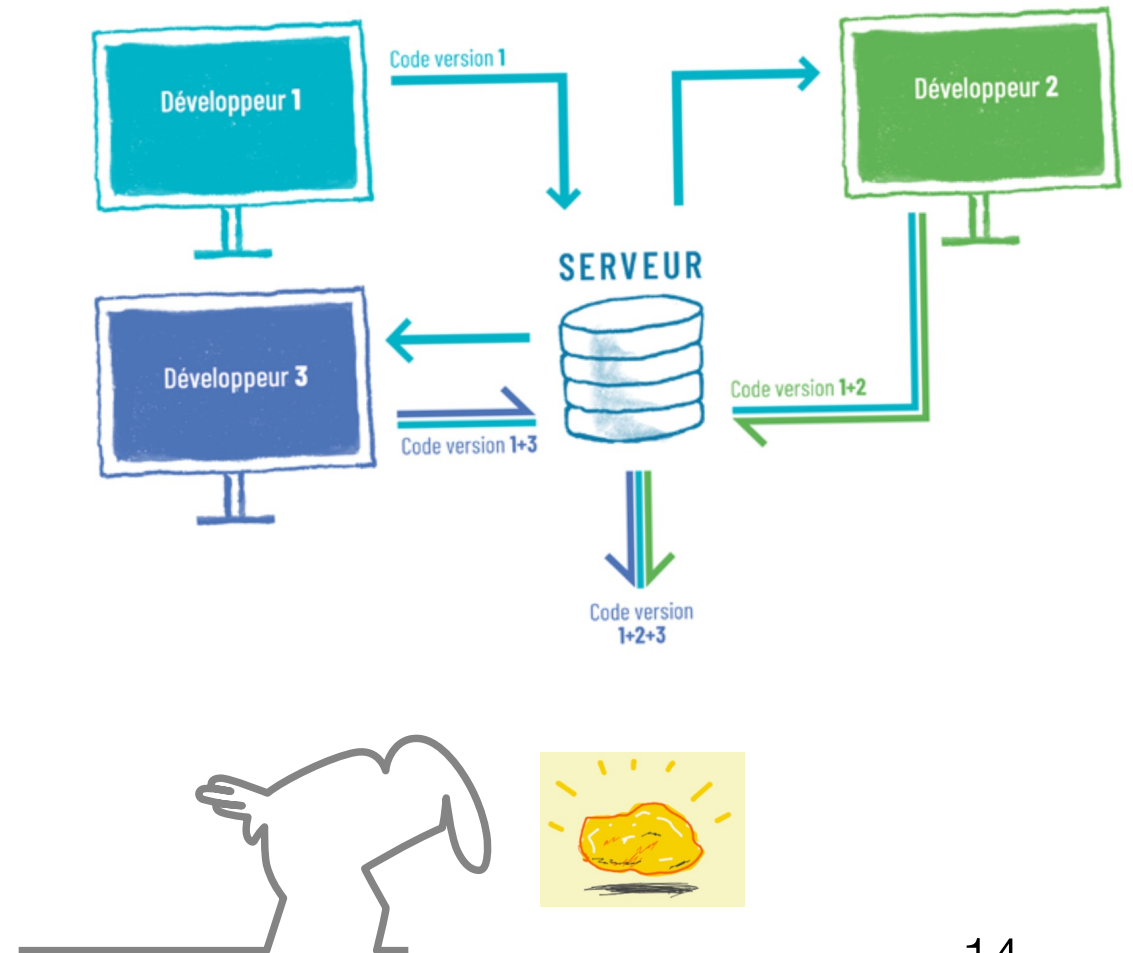 Code version 1
Développeur 1
Développeur 2
SERVEUR
Développeur 3
Code version 1+2
Code version 1+3
Code version
1+2+3
14